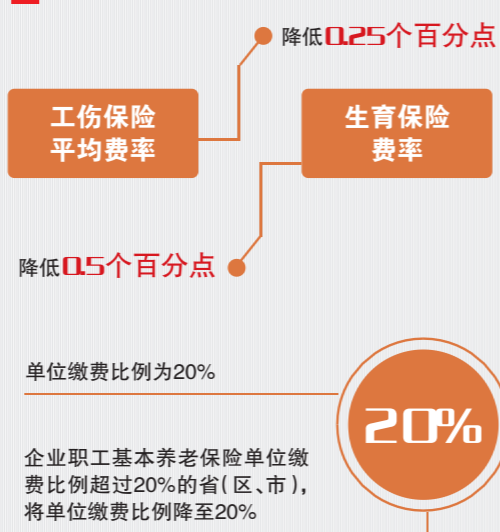 降低0.25个百分点
工伤保险
平均费率
生育保险
费率
降低0.5个百分点
单位缴费比例为20%
20%
企业职工基本养老保险单位缴
费比例超过20%的省(区、市),
将单位缴费比例降至20%